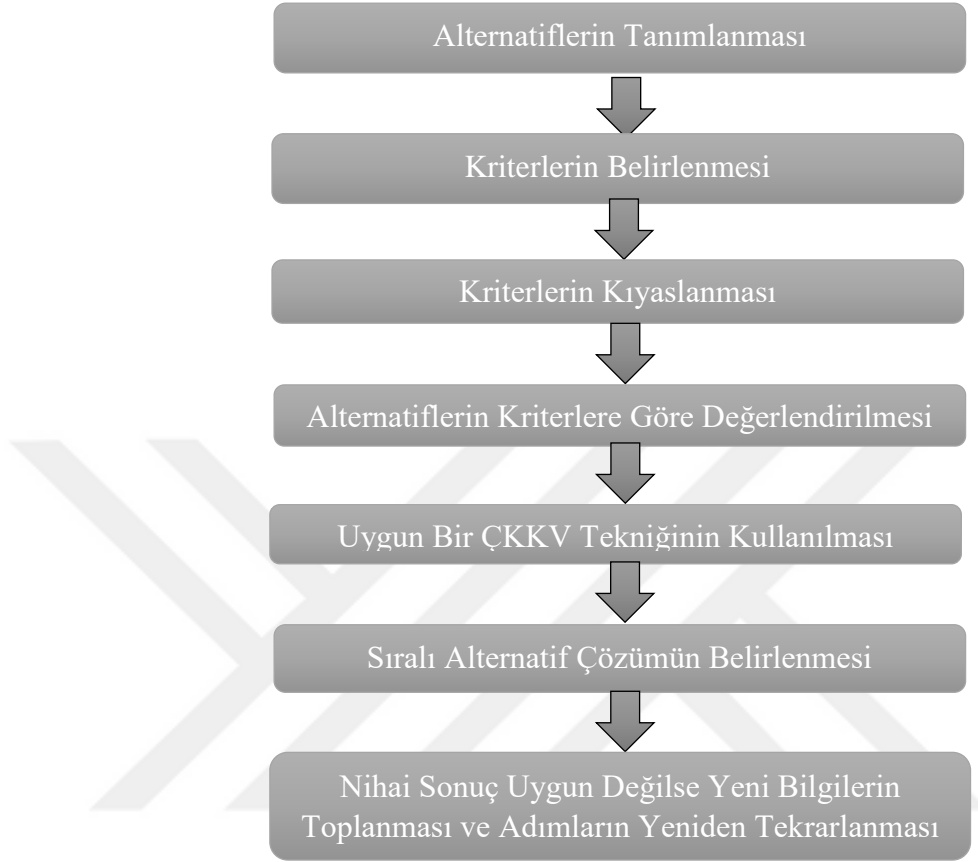 Alternatiflerin Tanımlanması
Kriterlerin Belirlenmesi
Kriterlerin Kıyaslanması
Alternatiflerin Kriterlere Göre Değerlendirilmesi
Uygun Bir ÇKKV Tekniğinin Kullanılması
Sıralı Alternatif Çözümün Belirlenmesi
Nihai Sonuç Uygun Değilse Yeni Bilgilerin
Toplanması ve Adımların Yeniden Tekrarlanması